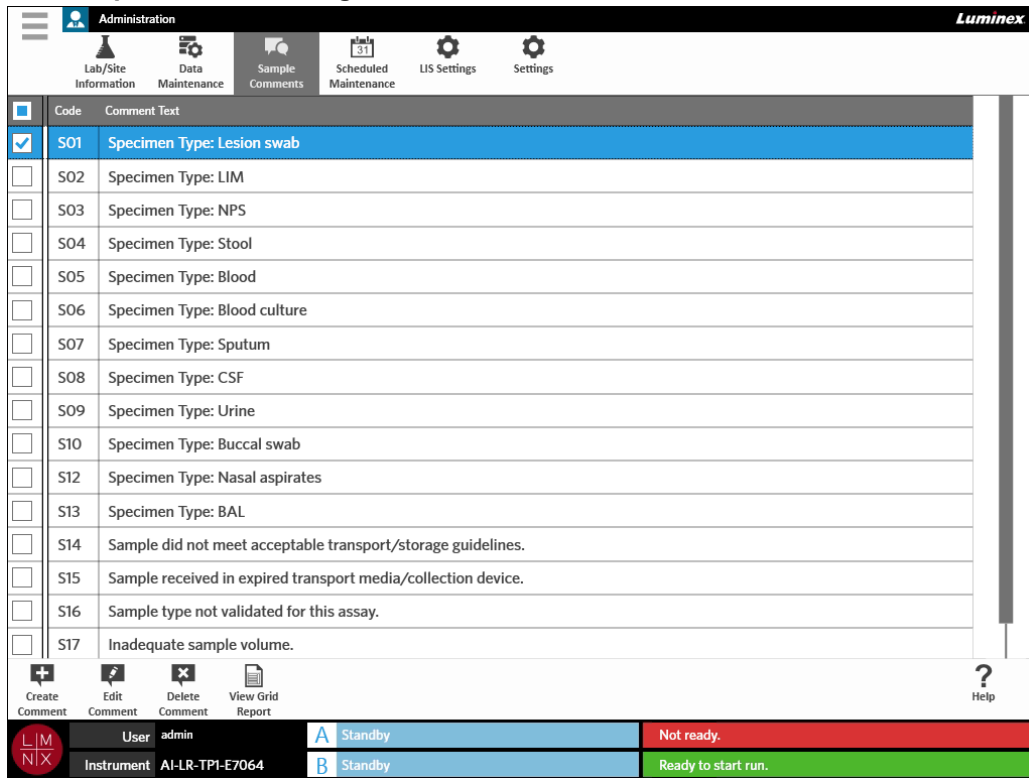 Administration
Luminex
Lab/Site Information
Data Maintenance
Sample Comments
31
Scheduled Maintenance
LIS Settings
Settings
Code Comment Text
S01 Specimen Type: Lesion swab
S02 Specimen Type: LIM
S03 Specimen Type: NPS
S04 Specimen Type: Stool
S05 Specimen Type: Blood
S06 Specimen Type: Blood culture
S07 Specimen Type: Sputum
S08 Specimen Type: CSF
S09 Specimen Type: Urine
S10 Specimen Type: Buccal swab
S12 Specimen Type: Nasal aspirates
S13 Specimen Type: BAL
S14 Sample did not meet acceptable transport/storage guidelines.
S15 Sample received in expired transport media/collection device.
S16 Sample type not validated for this assay.
S17 Inadequate sample volume.
Create Comment
Edit Comment
Delete Comment
View Grid Report
?
Help
LM
NX
User admin A Standby Not ready.
Instrument AI-LR-TP1-E7064 B Standby Ready to start run.